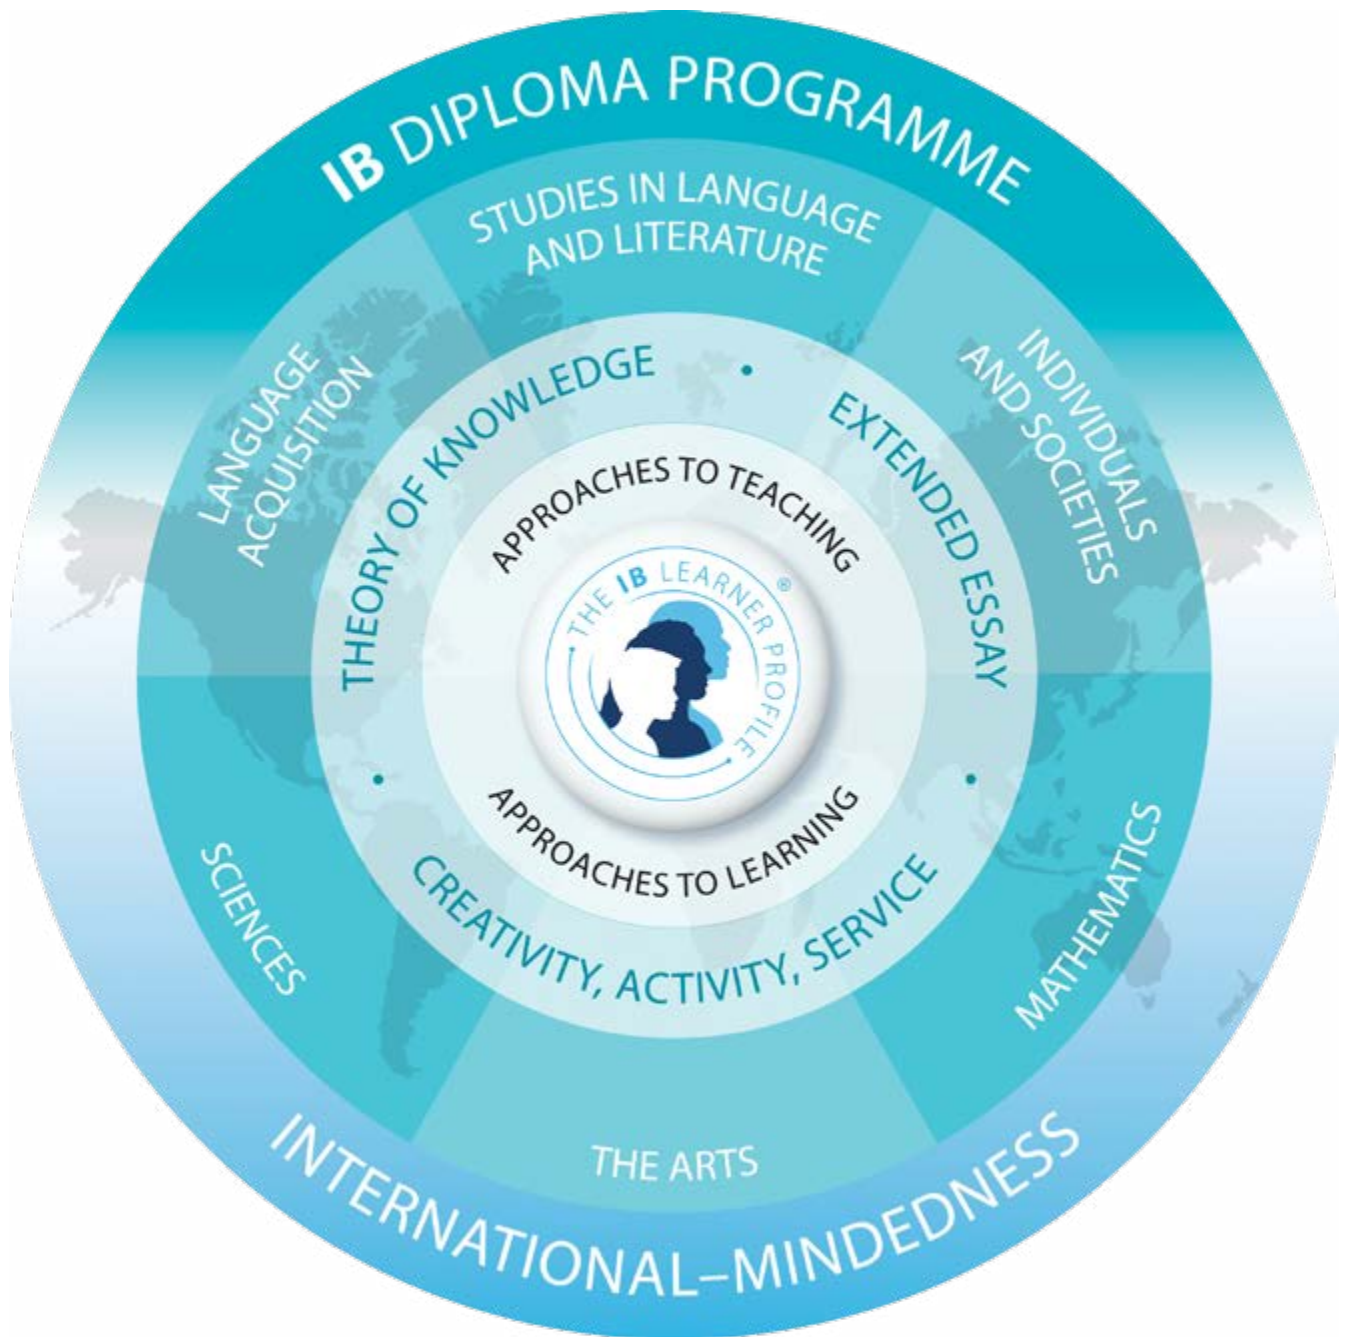 IB DIPLOMA PROGRAMME
STUDIES IN LANGUAGE
AND LITERATURE
LANGUAGE
ACQUISITION
INDIVIDUALS
AND SOCIETIES
THEORY OF KNOWLEDGE •
EXTENDED ESSAY •
APPROACHES TO TEACHING
THE IB LEARNER PROFILE
®
APPROACHES TO LEARNING
• CREATIVITY, ACTIVITY, SERVICE
SCIENCES
MATHEMATICS
THE ARTS
INTERNATIONAL–MINDEDNESS